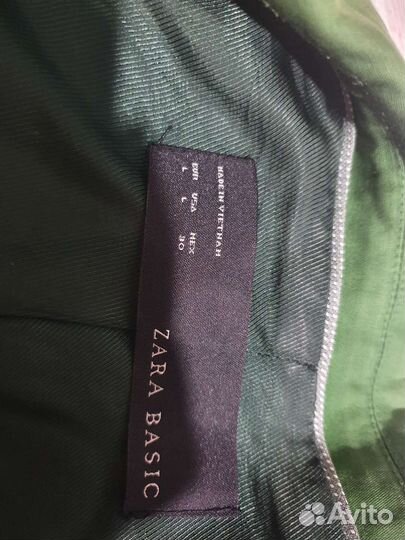 ZARA BASIC
EUR USA MEX
L L 30
MADE IN VIETNAM
Avito